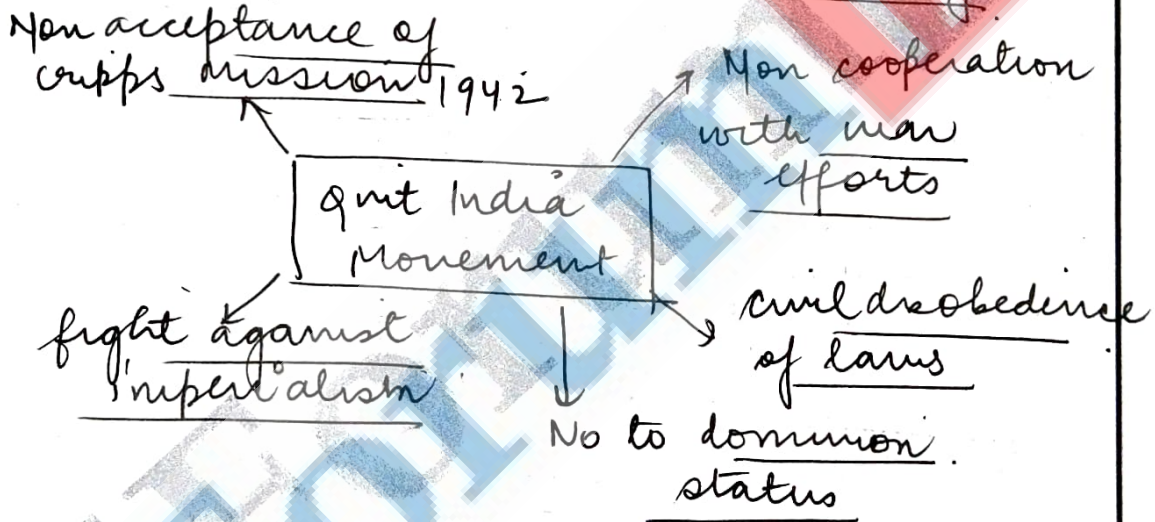 Non acceptance of
cripps mission 1942
Non cooperation
with war
efforts
Quit India
Movement
fight against
imperialism
civil disobedience
of laws
No to dominion.
status